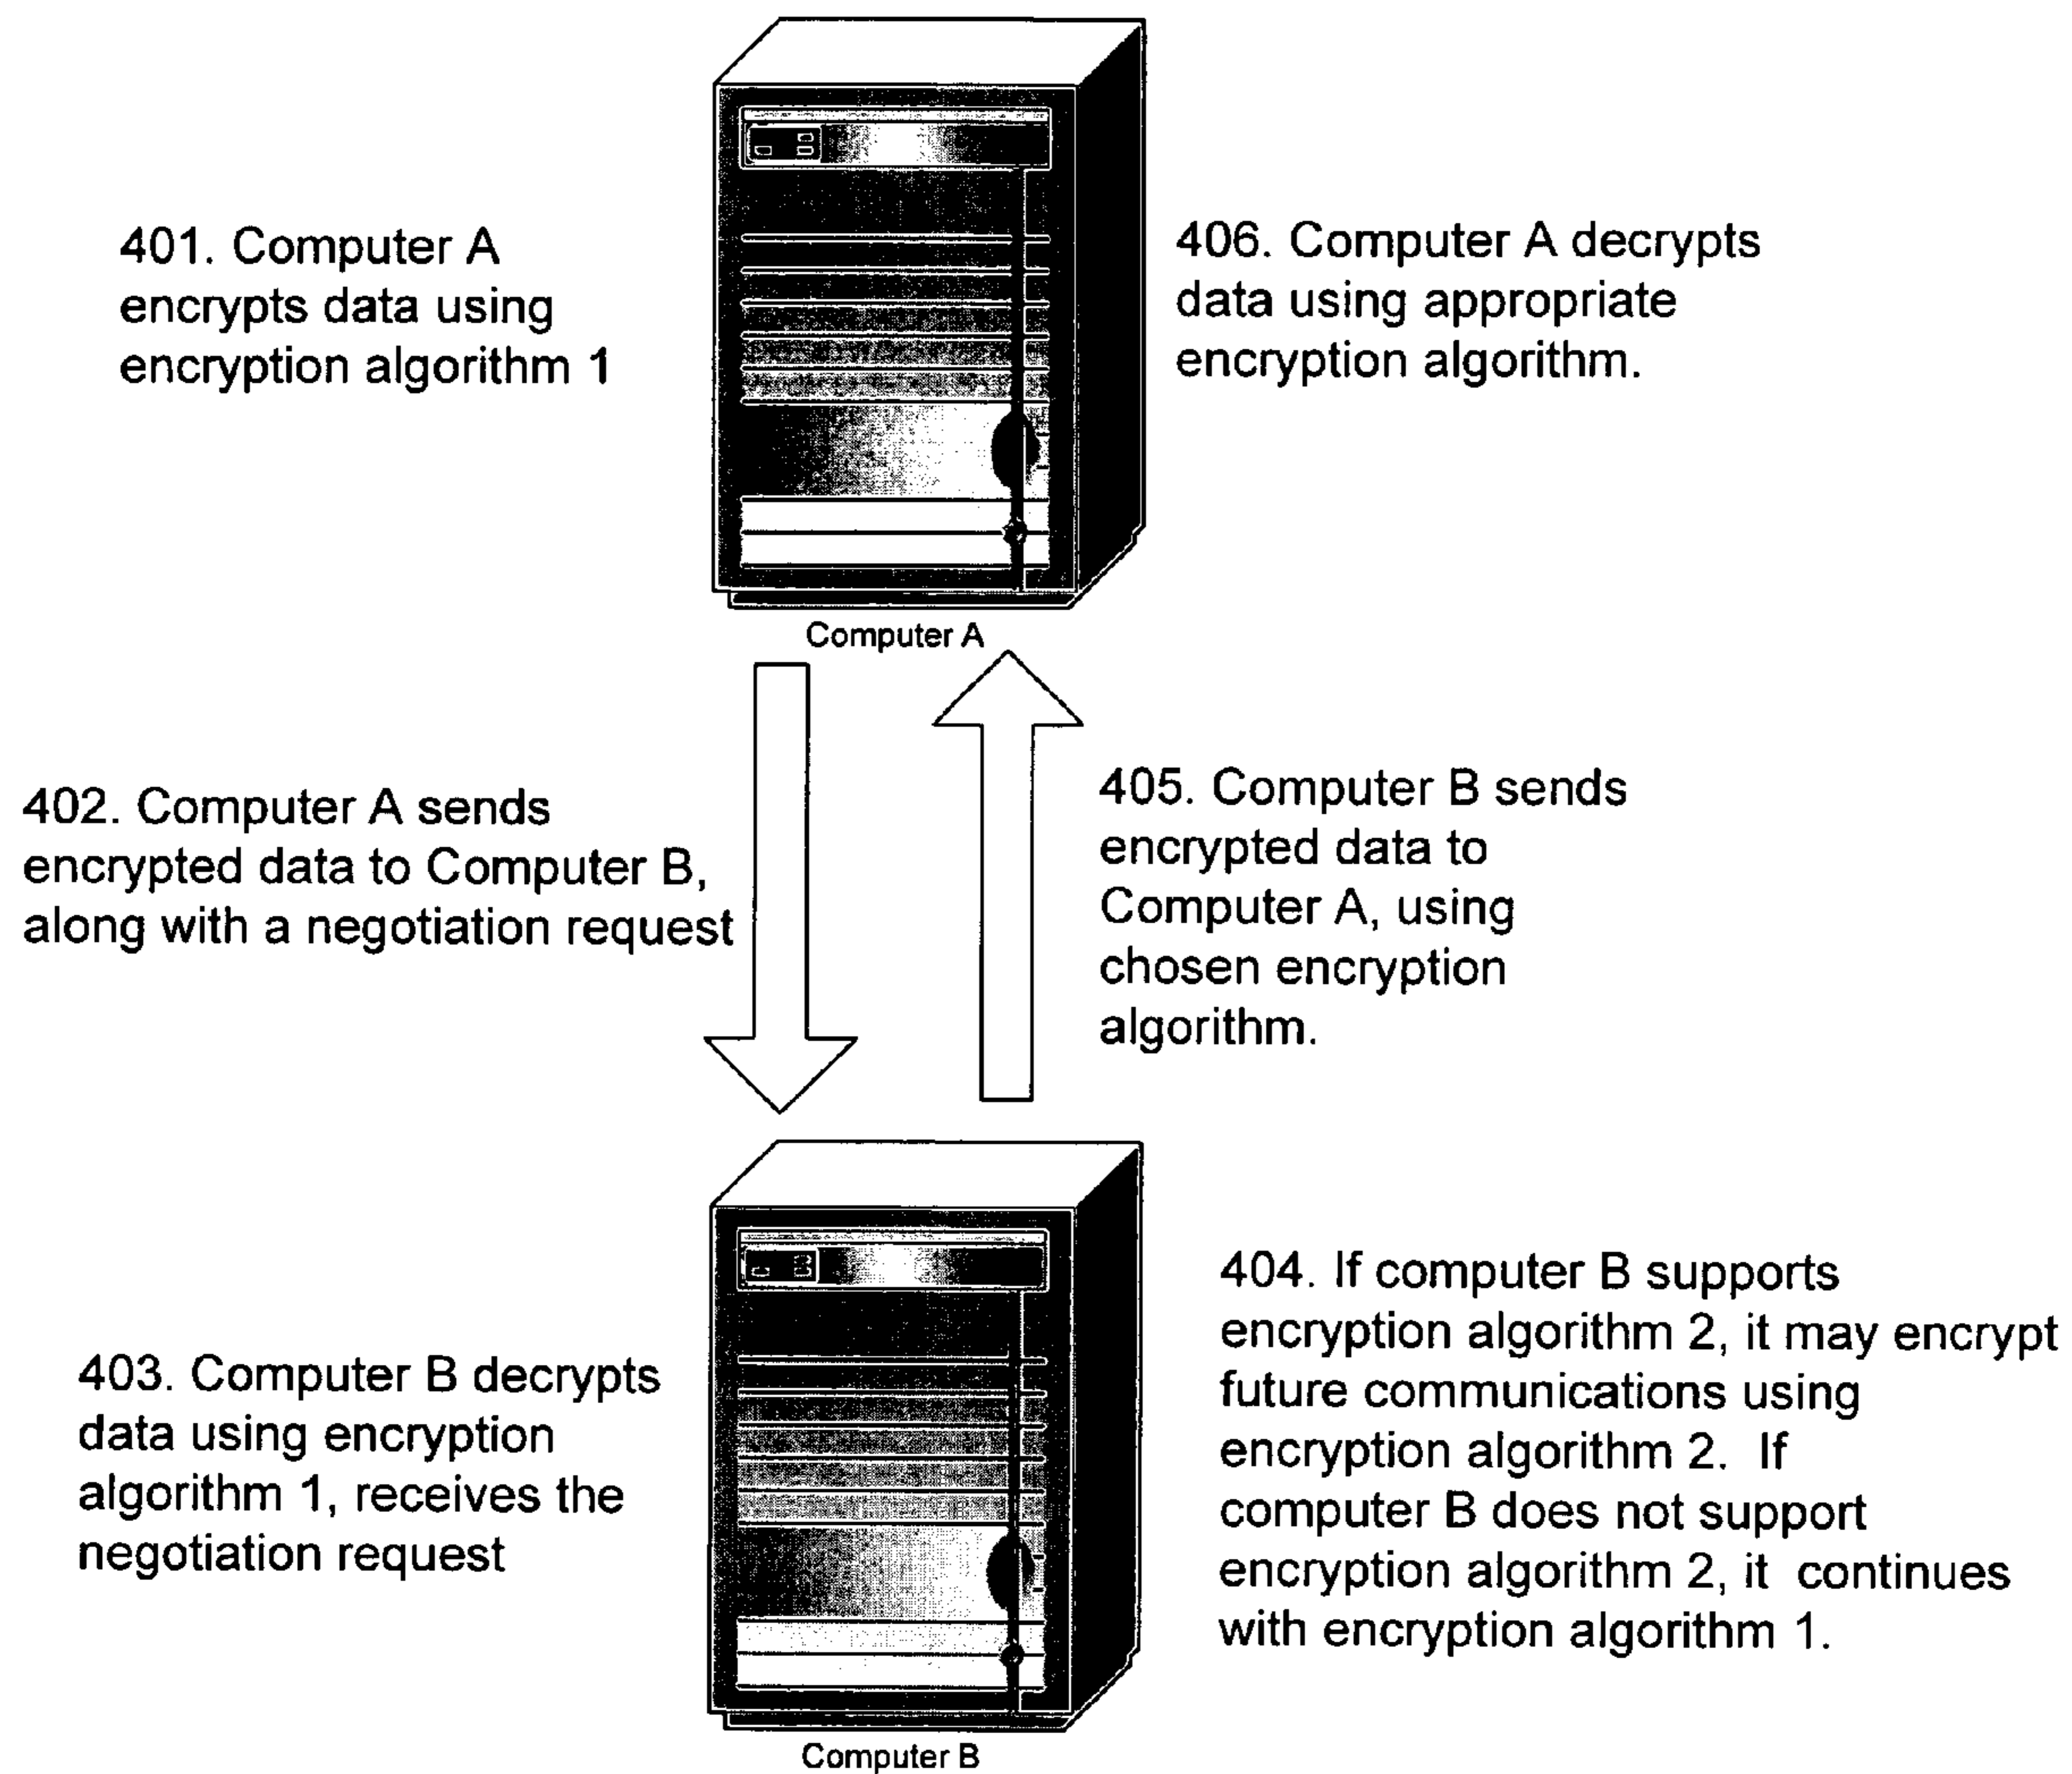 401. Computer A
encrypts data using
encryption algorithm 1
406. Computer A decrypts
data using appropriate
encryption algorithm.
Computer A
402. Computer A sends
encrypted data to Computer B,
along with a negotiation request
405. Computer B sends
encrypted data to
Computer A, using
chosen encryption
algorithm.
403. Computer B decrypts
data using encryption
algorithm 1, receives the
negotiation request
404. If computer B supports
encryption algorithm 2, it may encrypt
future communications using
encryption algorithm 2.  If
computer B does not support
encryption algorithm 2, it  continues
with encryption algorithm 1.
Computer B